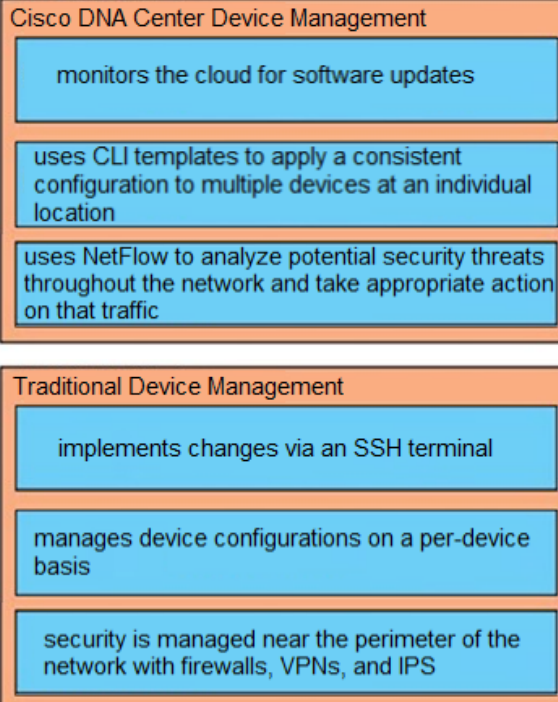 Cisco DNA Center Device Management
monitors the cloud for software updates
uses CLI templates to apply a consistent
configuration to multiple devices at an individual
location
uses NetFlow to analyze potential security threats
throughout the network and take appropriate action
on that traffic
Traditional Device Management
implements changes via an SSH terminal
manages device configurations on a per-device
basis
security is managed near the perimeter of the
network with firewalls, VPNs, and IPS